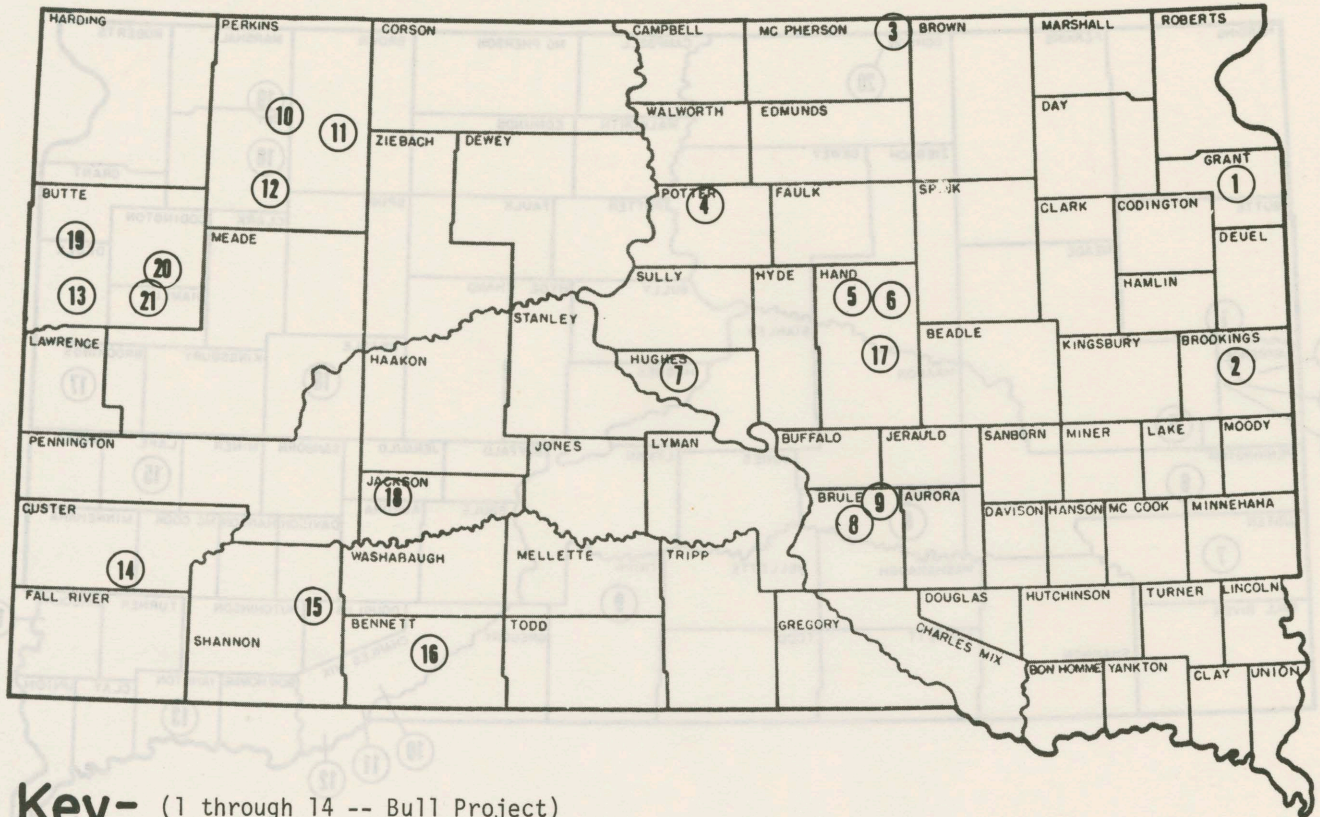 HARDING PERKINS CORSON CAMPBELL MC PHERSON 3 BROWN MARSHALL ROBERTS
10 11 WALWORTH EDMUNDS DAY
ZIEBACH DEWEY GRANT
12 1
BUTTE POTTER FAULK SPINK CLARK CODINGTON
4
19 MEADE DEUEL
20 SULLY HYDE HAND HAMLIN
13 21 5 6
STANLEY BEADLE
LAWRENCE HAAKON HUGHES 17 KINGSBURY BROOKINGS
7 2
PENNINGTON JONES LYMAN BUFFALO JERAULD SANBORN MINER LAKE MOODY
JACKSON
18 BRULE 9 AURORA
CUSTER 8 DAVISON HANSON MC COOK MINNEHAHA
WASHABAUGH MELLETTE TRIPP
14
FALL RIVER 15 DOUGLAS HUTCHINSON TURNER LINCOLN
SHANNON BENNETT TODD GREGORY CHARLES MIX
16 BON HOMME YANKTON CLAY UNION
Key- (1 through 14 -- Bull Project)